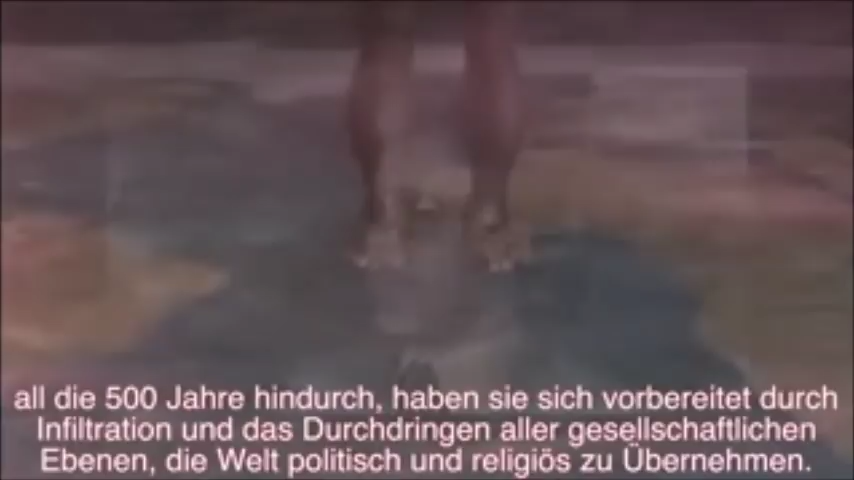 all die 500 Jahre hindurch, haben sie sich vorbereitet durch
Infiltration und das Durchdringen aller gesellschaftlichen
Ebenen, die Welt politisch und religiös zu Übernehmen.